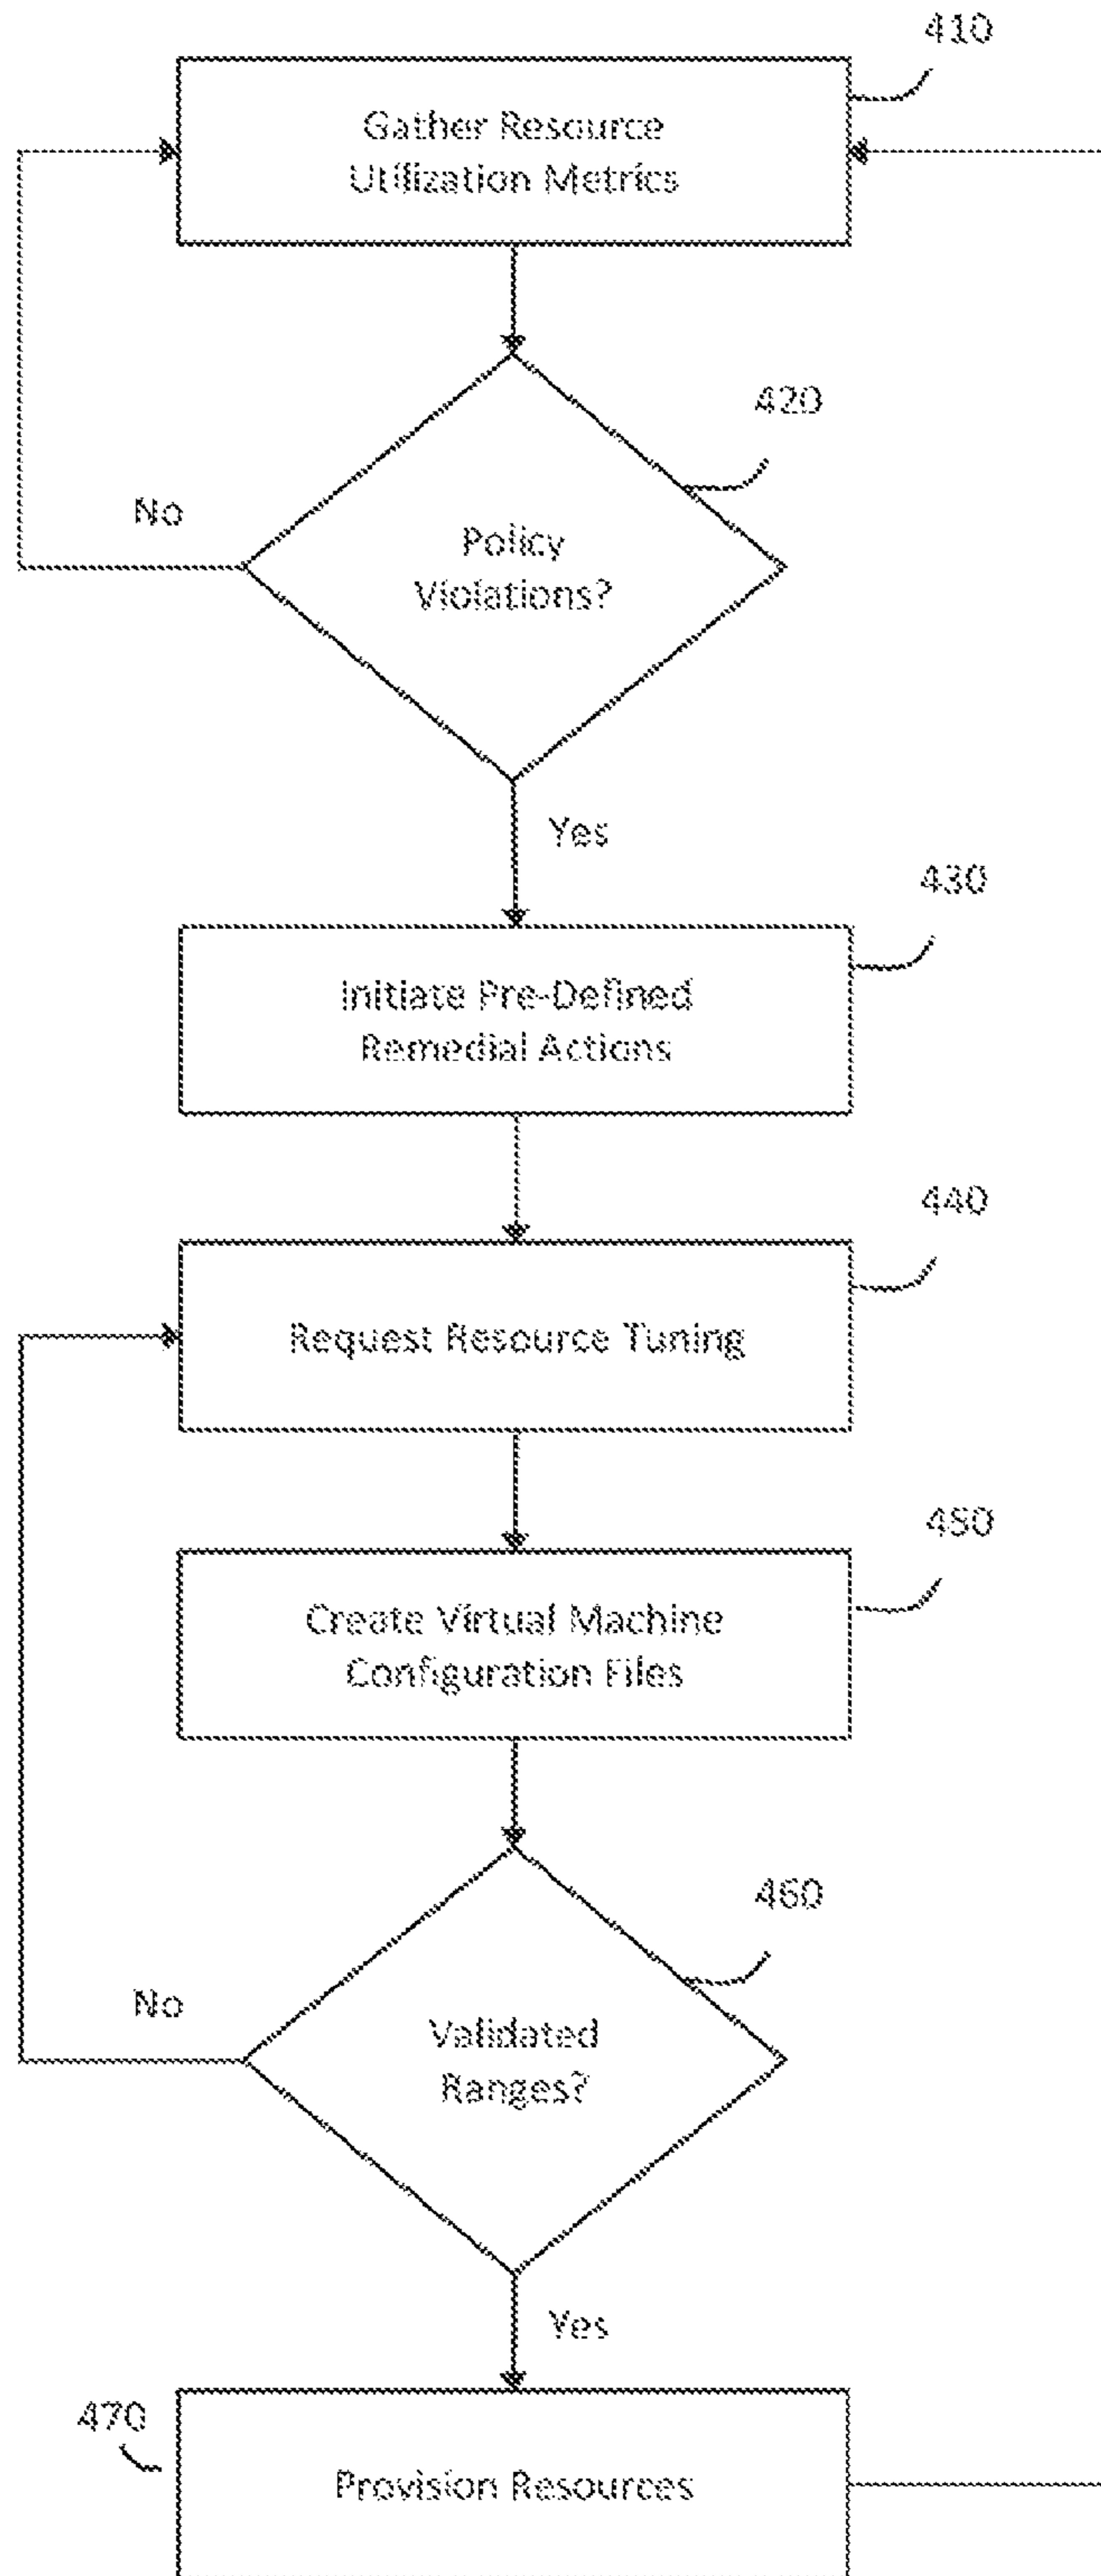 410
Gather Resource
Utilization Metrics
420
No
Policy
Violations?
Yes
430
Initiate Pre-Defined
Remedial Actions
440
Request Resource Tuning
450
Create Virtual Machine
Configuration Files
460
No
Validated
Ranges?
Yes
470
Provision Resources